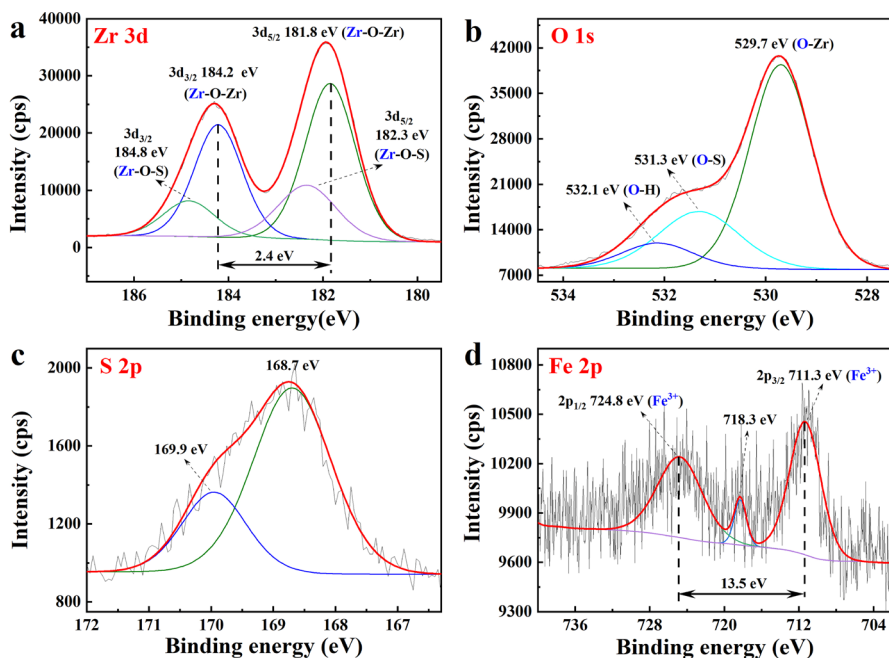 a
Zr 3d
3d5/2 181.8 eV (Zr-O-Zr)
3d3/2 184.2 eV
(Zr-O-Zr)
3d3/2
184.8 eV
(Zr-O-S)
3d5/2
182.3 eV
(Zr-O-S)
2.4 eV
40000
30000
20000
10000
0
Intensity (cps)
186
184
182
180
Binding energy(eV)
b
O 1s
529.7 eV (O-Zr)
531.3 eV (O-S)
532.1 eV (O-H)
42000
35000
28000
21000
14000
7000
Intensity (cps)
534
532
530
528
Binding energy (eV)
c
S 2p
168.7 eV
169.9 eV
2000
1600
1200
800
Intensity (cps)
172
171
170
169
168
167
Binding energy (eV)
d
Fe 2p
2p3/2 711.3 eV (Fe³⁺)
2p1/2 724.8 eV (Fe³⁺)
718.3 eV
13.5 eV
10800
10500
10200
9900
9600
9300
Intensity (cps)
736
728
720
712
704
Binding energy (eV)